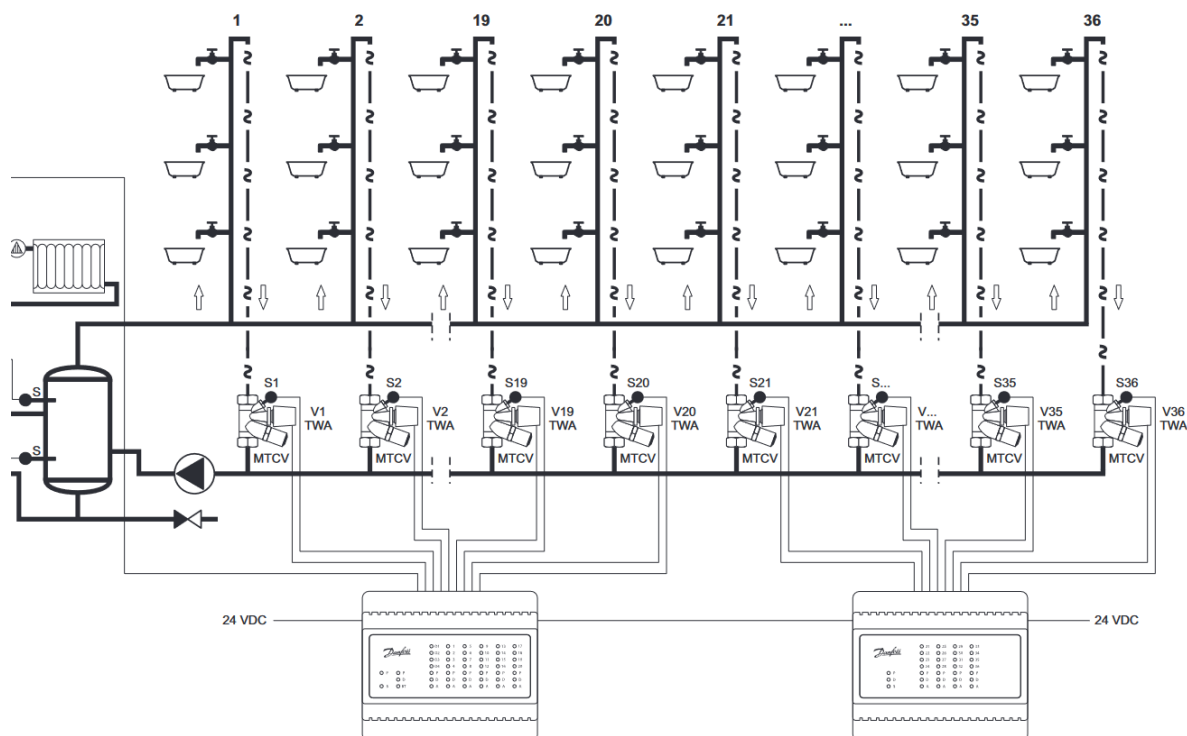 1 2 19 20 21 ... 35 36
S
S
S1 S2 S19 S20 S21 S... S35 S36
V1 V2 V19 V20 V21 V... V35 V36
TWA TWA TWA TWA TWA TWA TWA TWA
MTCV MTCV MTCV MTCV MTCV MTCV MTCV MTCV
24 VDC 24 VDC
Danfoss Danfoss